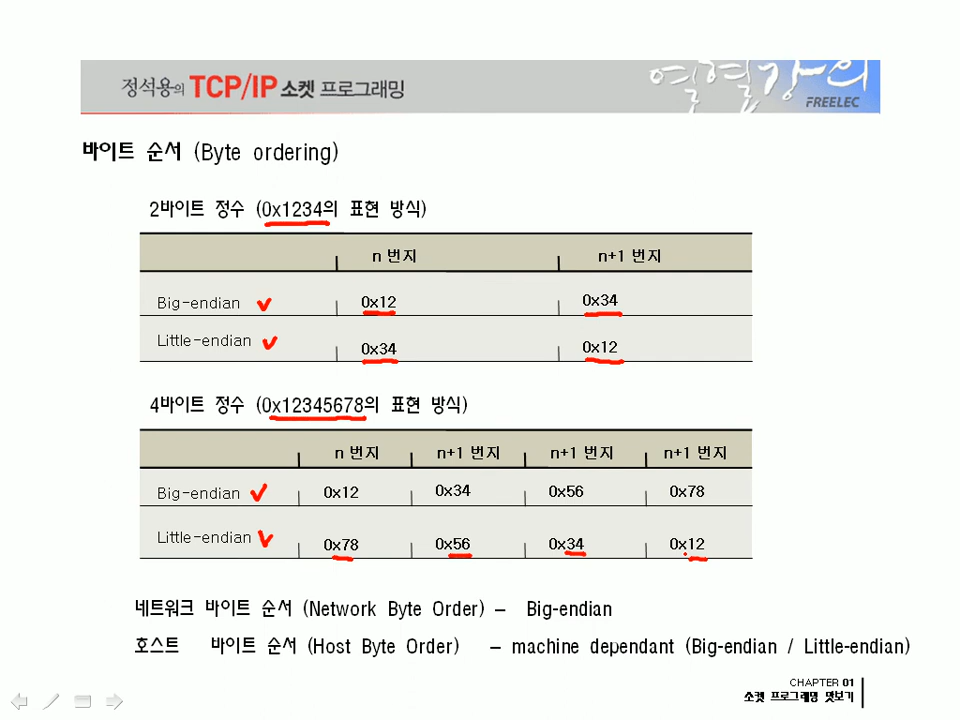 정석용의 TCP/IP 소켓 프로그래밍
열혈강의
FREELEC
바이트 순서 (Byte ordering)
2바이트 정수 (0x1234의 표현 방식)
n 번지 n+1 번지
Big-endian 0x12 0x34
Little-endian 0x34 0x12
4바이트 정수 (0x12345678의 표현 방식)
n 번지 n+1 번지 n+1 번지 n+1 번지
Big-endian 0x12 0x34 0x56 0x78
Little-endian 0x78 0x56 0x34 0x12
네트워크 바이트 순서 (Network Byte Order) – Big-endian
호스트 바이트 순서 (Host Byte Order) – machine dependant (Big-endian / Little-endian)
CHAPTER 01
소켓 프로그래밍 맛보기